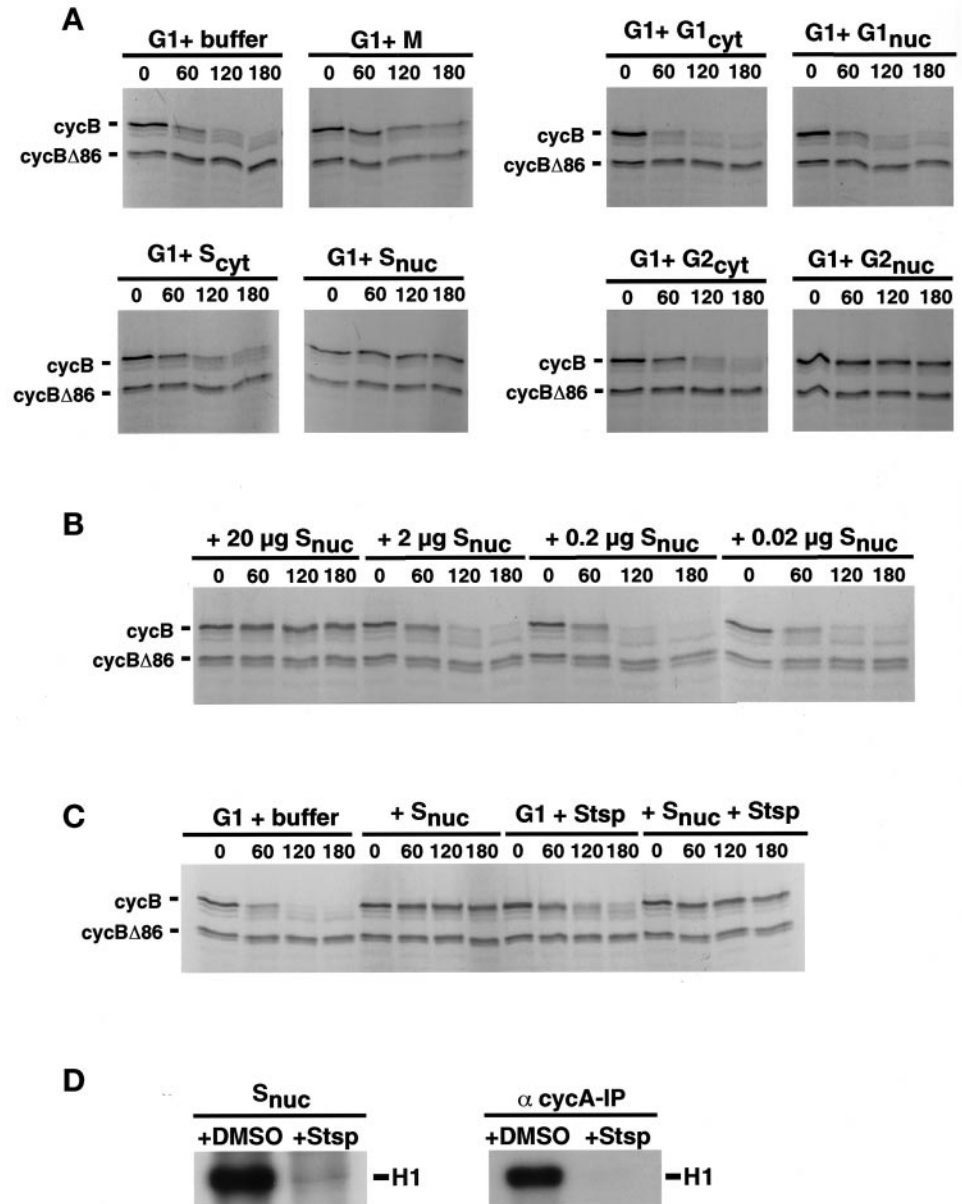 A
G1+ buffer
0 60 120 180
G1+ M
0 60 120 180
cycB
cycBΔ86
G1+ G1cyt
0 60 120 180
G1+ G1nuc
0 60 120 180
cycB
cycBΔ86
G1+ Scyt
0 60 120 180
G1+ Snuc
0 60 120 180
cycB
cycBΔ86
G1+ G2cyt
0 60 120 180
G1+ G2nuc
0 60 120 180
cycB
cycBΔ86
B
+ 20 µg Snuc + 2 µg Snuc + 0.2 µg Snuc + 0.02 µg Snuc
0 60 120 180 0 60 120 180 0 60 120 180 0 60 120 180
cycB
cycBΔ86
C
G1 + buffer + Snuc G1 + Stsp + Snuc + Stsp
0 60 120 180 0 60 120 180 0 60 120 180 0 60 120 180
cycB
cycBΔ86
D
Snuc
+DMSO +Stsp
H1
α cycA-IP
+DMSO +Stsp
H1